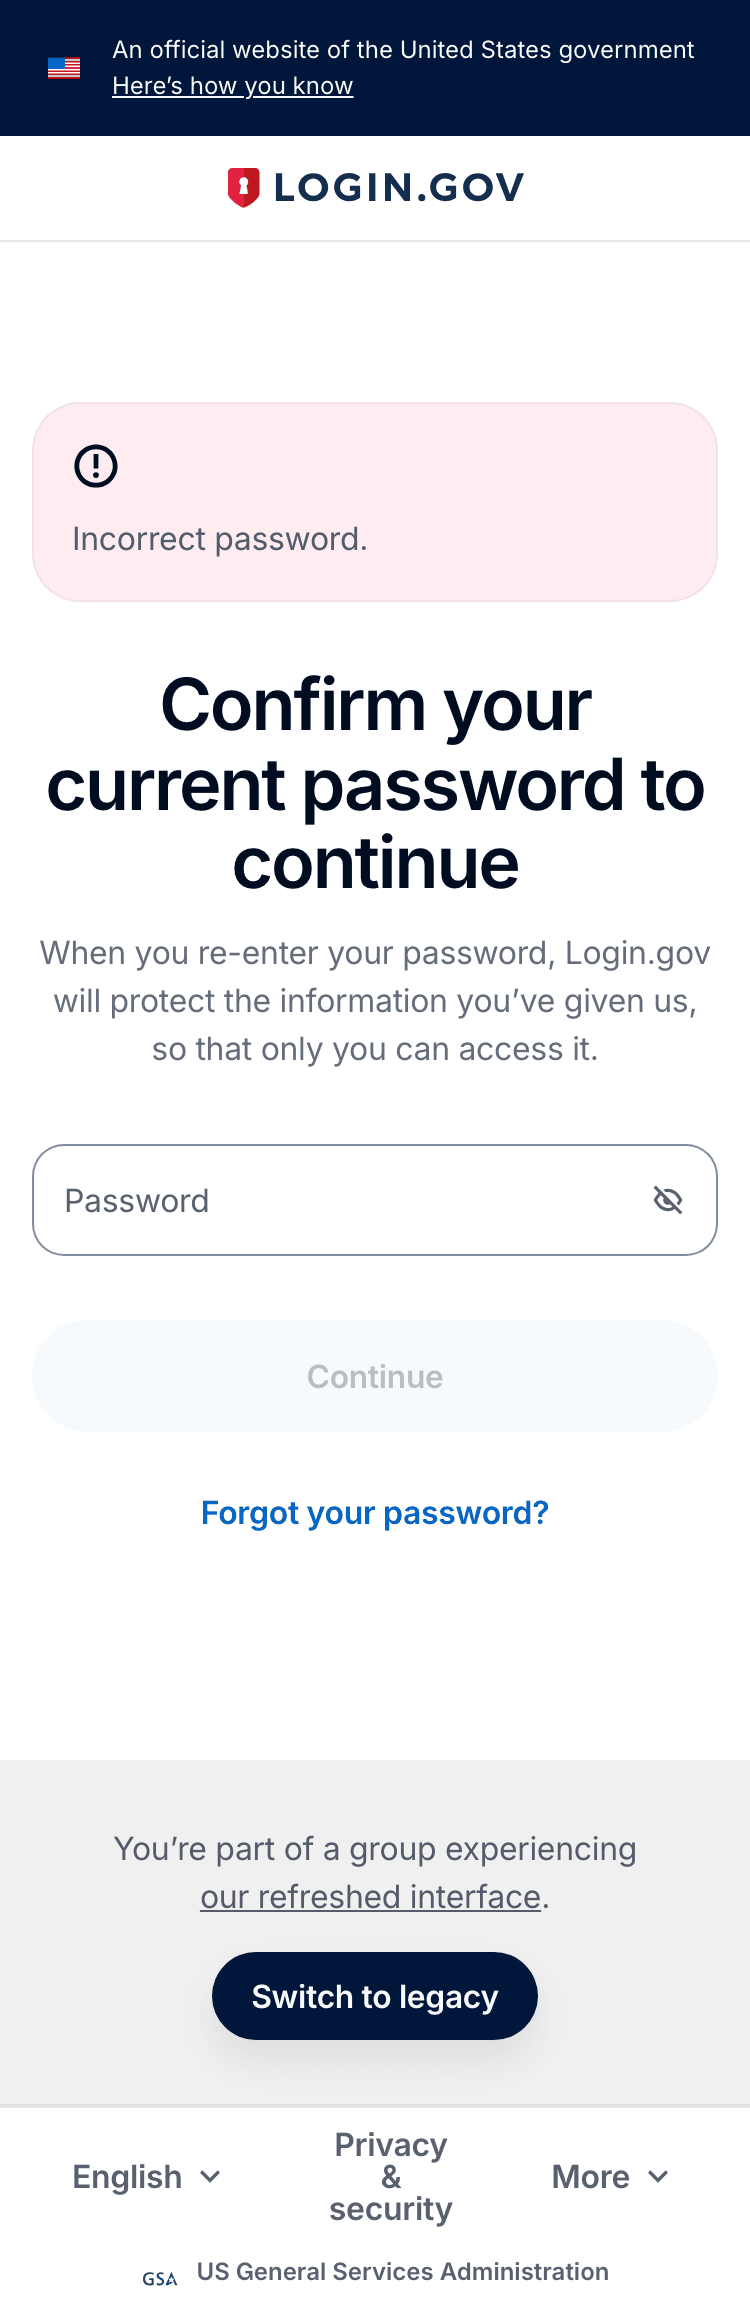 An official website of the United States government
Here’s how you know
LOGIN.GOV
Incorrect password.
Confirm your
current password to
continue
When you re-enter your password, Login.gov
will protect the information you’ve given us,
so that only you can access it.
Password
Continue
Forgot your password?
You’re part of a group experiencing
our refreshed interface.
Switch to legacy
English
Privacy
&
security
More
GSA US General Services Administration